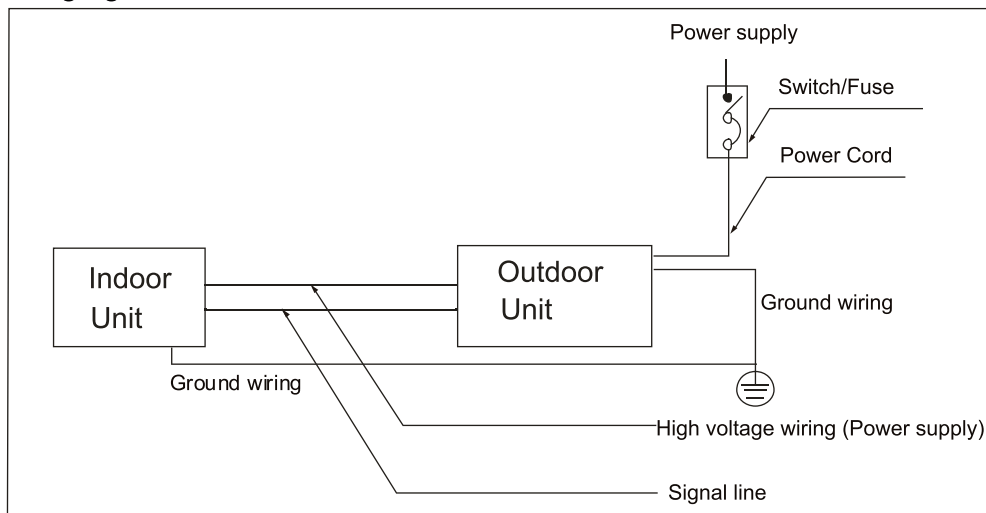 Power supply
Switch/Fuse
Power Cord
Indoor
Unit
Outdoor
Unit
Ground wiring
Ground wiring
High voltage wiring (Power supply)
Signal line